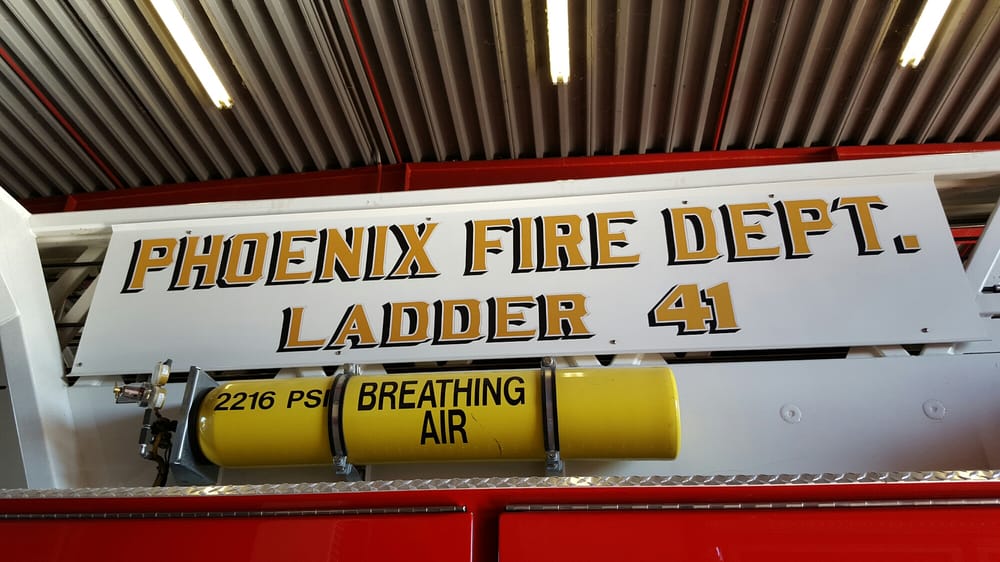 PHOENIX FIRE DEPT.
LADDER 41
2216 PSI BREATHING
AIR